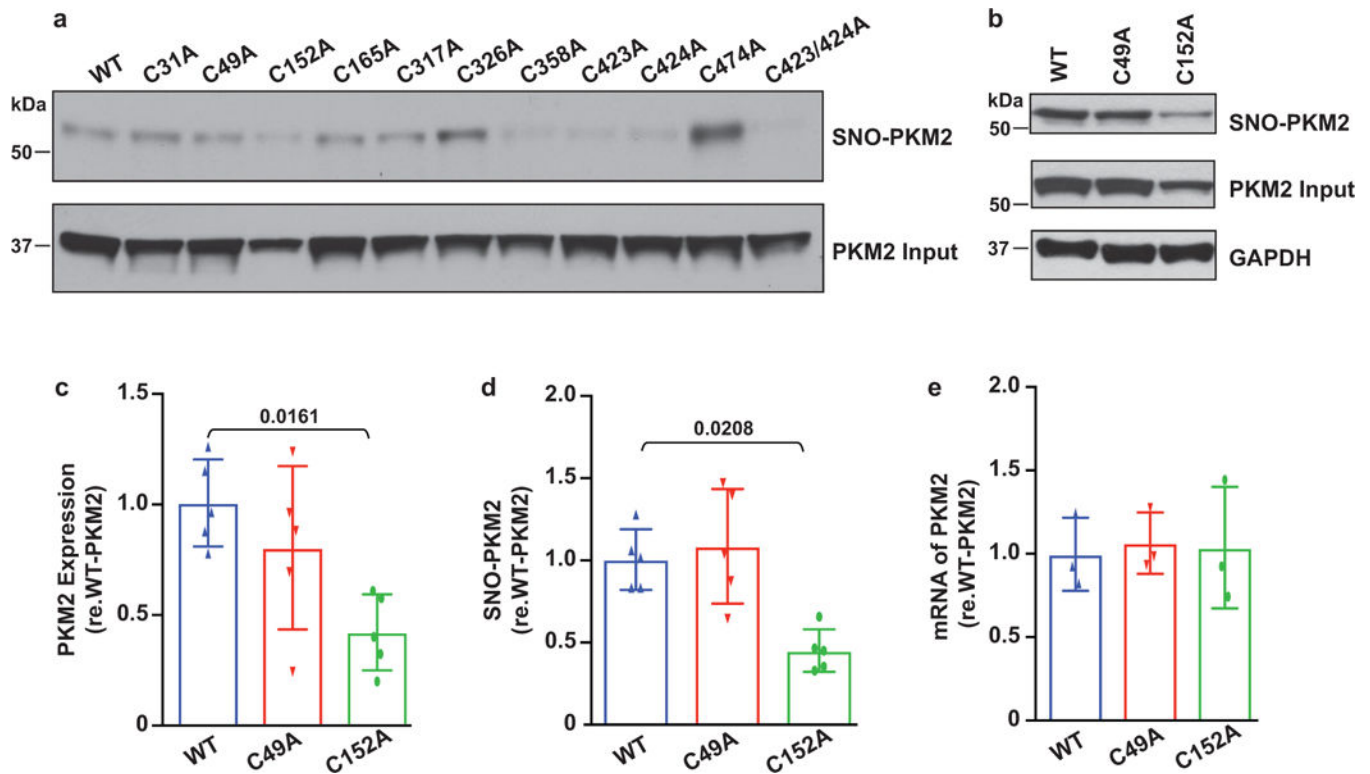 a
WT C31A C49A C152A C165A C317A C326A C358A C423A C424A C474A C423/424A
kDa
50
SNO-PKM2
37
PKM2 Input
b
WT C49A C152A
kDa
50
SNO-PKM2
50
PKM2 Input
37
GAPDH
c
PKM2 Expression
(re.WT-PKM2)
1.5
1.0
0.5
0
0.0161
WT C49A C152A
d
SNO-PKM2
(re.WT-PKM2)
2.0
1.5
1.0
0.5
0
0.0208
WT C49A C152A
e
mRNA of PKM2
(re.WT-PKM2)
2.0
1.5
1.0
0.5
0
WT C49A C152A